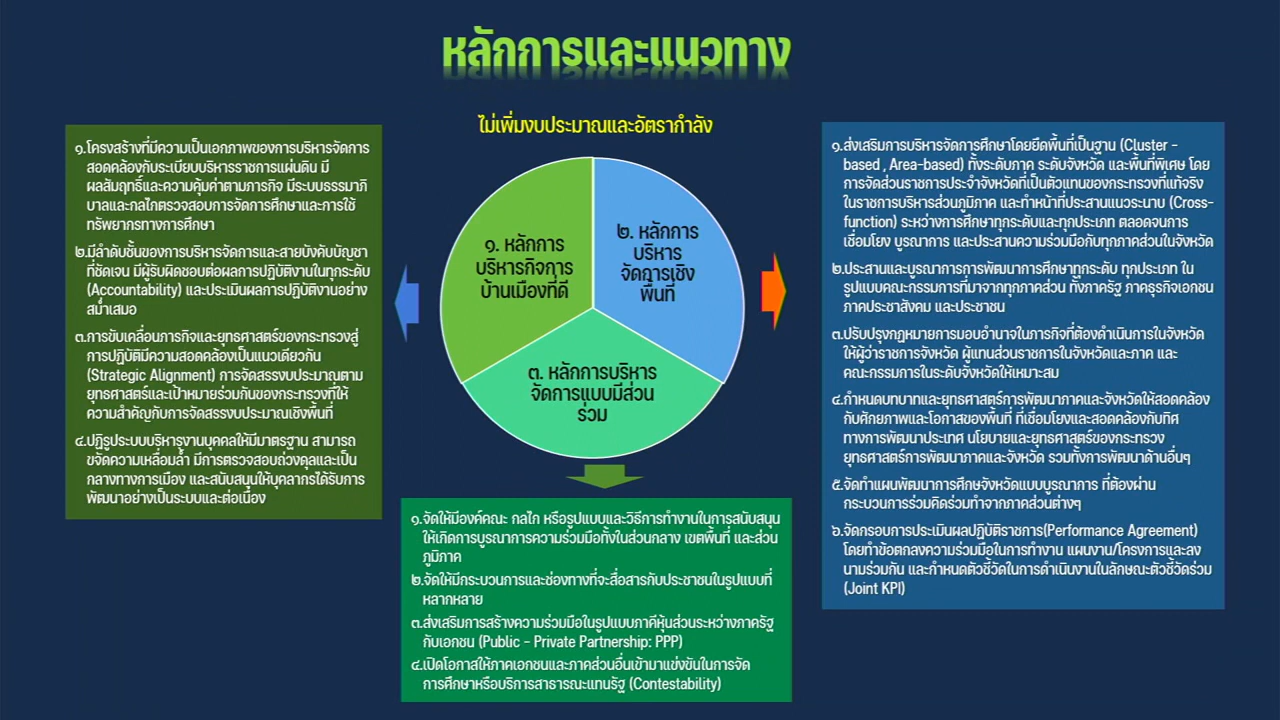 หลักการและแนวทาง
ไม่เพิ่มงบประมาณและอัตรากำลัง
๑.โครงสร้างที่มีความเป็นเอกภาพของการบริหารจัดการ
สอดคล้องกับระเบียบบริหารราชการแผ่นดิน มี
ผลสัมฤทธิ์และความคุ้มค่าตามภารกิจ มีระบบธรรมาภิ
บาลและกลไกตรวจสอบการจัดการศึกษาและการใช้
ทรัพยากรทางการศึกษา
๒.มีลำดับชั้นของการบริหารจัดการและสายบังคับบัญชา
ที่ชัดเจน มีผู้รับผิดชอบต่อผลการปฏิบัติงานในทุกระดับ
(Accountability) และประเมินผลการปฏิบัติงานอย่าง
สม่ำเสมอ
๓.การขับเคลื่อนภารกิจและยุทธศาสตร์ของกระทรวงสู่
การปฏิบัติมีความสอดคล้องเป็นแนวเดียวกัน
(Strategic Alignment) การจัดสรรงบประมาณตาม
ยุทธศาสตร์และเป้าหมายร่วมกันของกระทรวงที่ให้
ความสำคัญกับการจัดสรรงบประมาณเชิงพื้นที่
๔.ปฏิรูประบบบริหารงานบุคคลให้มีมาตรฐาน สามารถ
ขจัดความเหลื่อมล้ำ มีการตรวจสอบถ่วงดุลและเป็น
กลางทางการเมือง และสนับสนุนให้บุคลากรได้รับการ
พัฒนาอย่างเป็นระบบและต่อเนื่อง
๑. หลักการ
บริหารกิจการ
บ้านเมืองที่ดี
๒. หลักการ
บริหาร
จัดการเชิง
พื้นที่
๓. หลักการบริหาร
จัดการแบบมีส่วน
ร่วม
๑.ส่งเสริมการบริหารจัดการศึกษาโดยยึดพื้นที่เป็นฐาน (Cluster –
based , Area-based) ทั้งระดับภาค ระดับจังหวัด และพื้นที่พิเศษ โดย
การจัดส่วนราชการประจำจังหวัดที่เป็นตัวแทนของกระทรวงที่แท้จริง
ในราชการบริหารส่วนภูมิภาค และทำหน้าที่ประสานแนวระนาบ (Cross-
function) ระหว่างการศึกษาทุกระดับและทุกประเภท ตลอดจนการ
เชื่อมโยง บูรณาการ และประสานความร่วมมือกับทุกภาคส่วนในจังหวัด
๒.ประสานและบูรณาการการพัฒนาการศึกษาทุกระดับ ทุกประเภท ใน
รูปแบบคณะกรรมการที่มาจากทุกภาคส่วน ทั้งภาครัฐ ภาคธุรกิจเอกชน
ภาคประชาสังคม และประชาชน
๓.ปรับปรุงกฎหมายการมอบอำนาจในภารกิจที่ต้องดำเนินการในจังหวัด
ให้ผู้ว่าราชการจังหวัด ผู้แทนส่วนราชการในจังหวัดและภาค และ
คณะกรรมการในระดับจังหวัดให้เหมาะสม
๔.กำหนดบทบาทและยุทธศาสตร์การพัฒนาภาคและจังหวัดให้สอดคล้อง
กับศักยภาพและโอกาสของพื้นที่ ที่เชื่อมโยงและสอดคล้องกับทิศ
ทางการพัฒนาประเทศ นโยบายและยุทธศาสตร์ของกระทรวง
ยุทธศาสตร์การพัฒนาภาคและจังหวัด รวมทั้งการพัฒนาด้านอื่นๆ
๕.จัดทำแผนพัฒนาการศึกษจังหวัดแบบบูรณาการ ที่ต้องผ่าน
กระบวนการร่วมคิดร่วมทำจากภาคส่วนต่างๆ
๖.จัดกรอบการประเมินผลปฏิบัติราชการ(Performance Agreement)
โดยทำข้อตกลงความร่วมมือในการทำงาน แผนงาน/โครงการและลง
นามร่วมกัน และกำหนดตัวชี้วัดในการดำเนินงานในลักษณะตัวชี้วัดร่วม
(Joint KPI)
๑.จัดให้มีองค์คณะ กลไก หรือรูปแบบและวิธีการทำงานในการสนับสนุน
ให้เกิดการบูรณาการความร่วมมือทั้งในส่วนกลาง เขตพื้นที่ และส่วน
ภูมิภาค
๒.จัดให้มีกระบวนการและช่องทางที่จะสื่อสารกับประชาชนในรูปแบบที่
หลากหลาย
๓.ส่งเสริมการสร้างความร่วมมือในรูปแบบภาคีหุ้นส่วนระหว่างภาครัฐ
กับเอกชน (Public – Private Partnership: PPP)
๔.เปิดโอกาสให้ภาคเอกชนและภาคส่วนอื่นเข้ามาแข่งขันในการจัด
การศึกษาหรือบริการสาธารณะแทนรัฐ (Contestability)